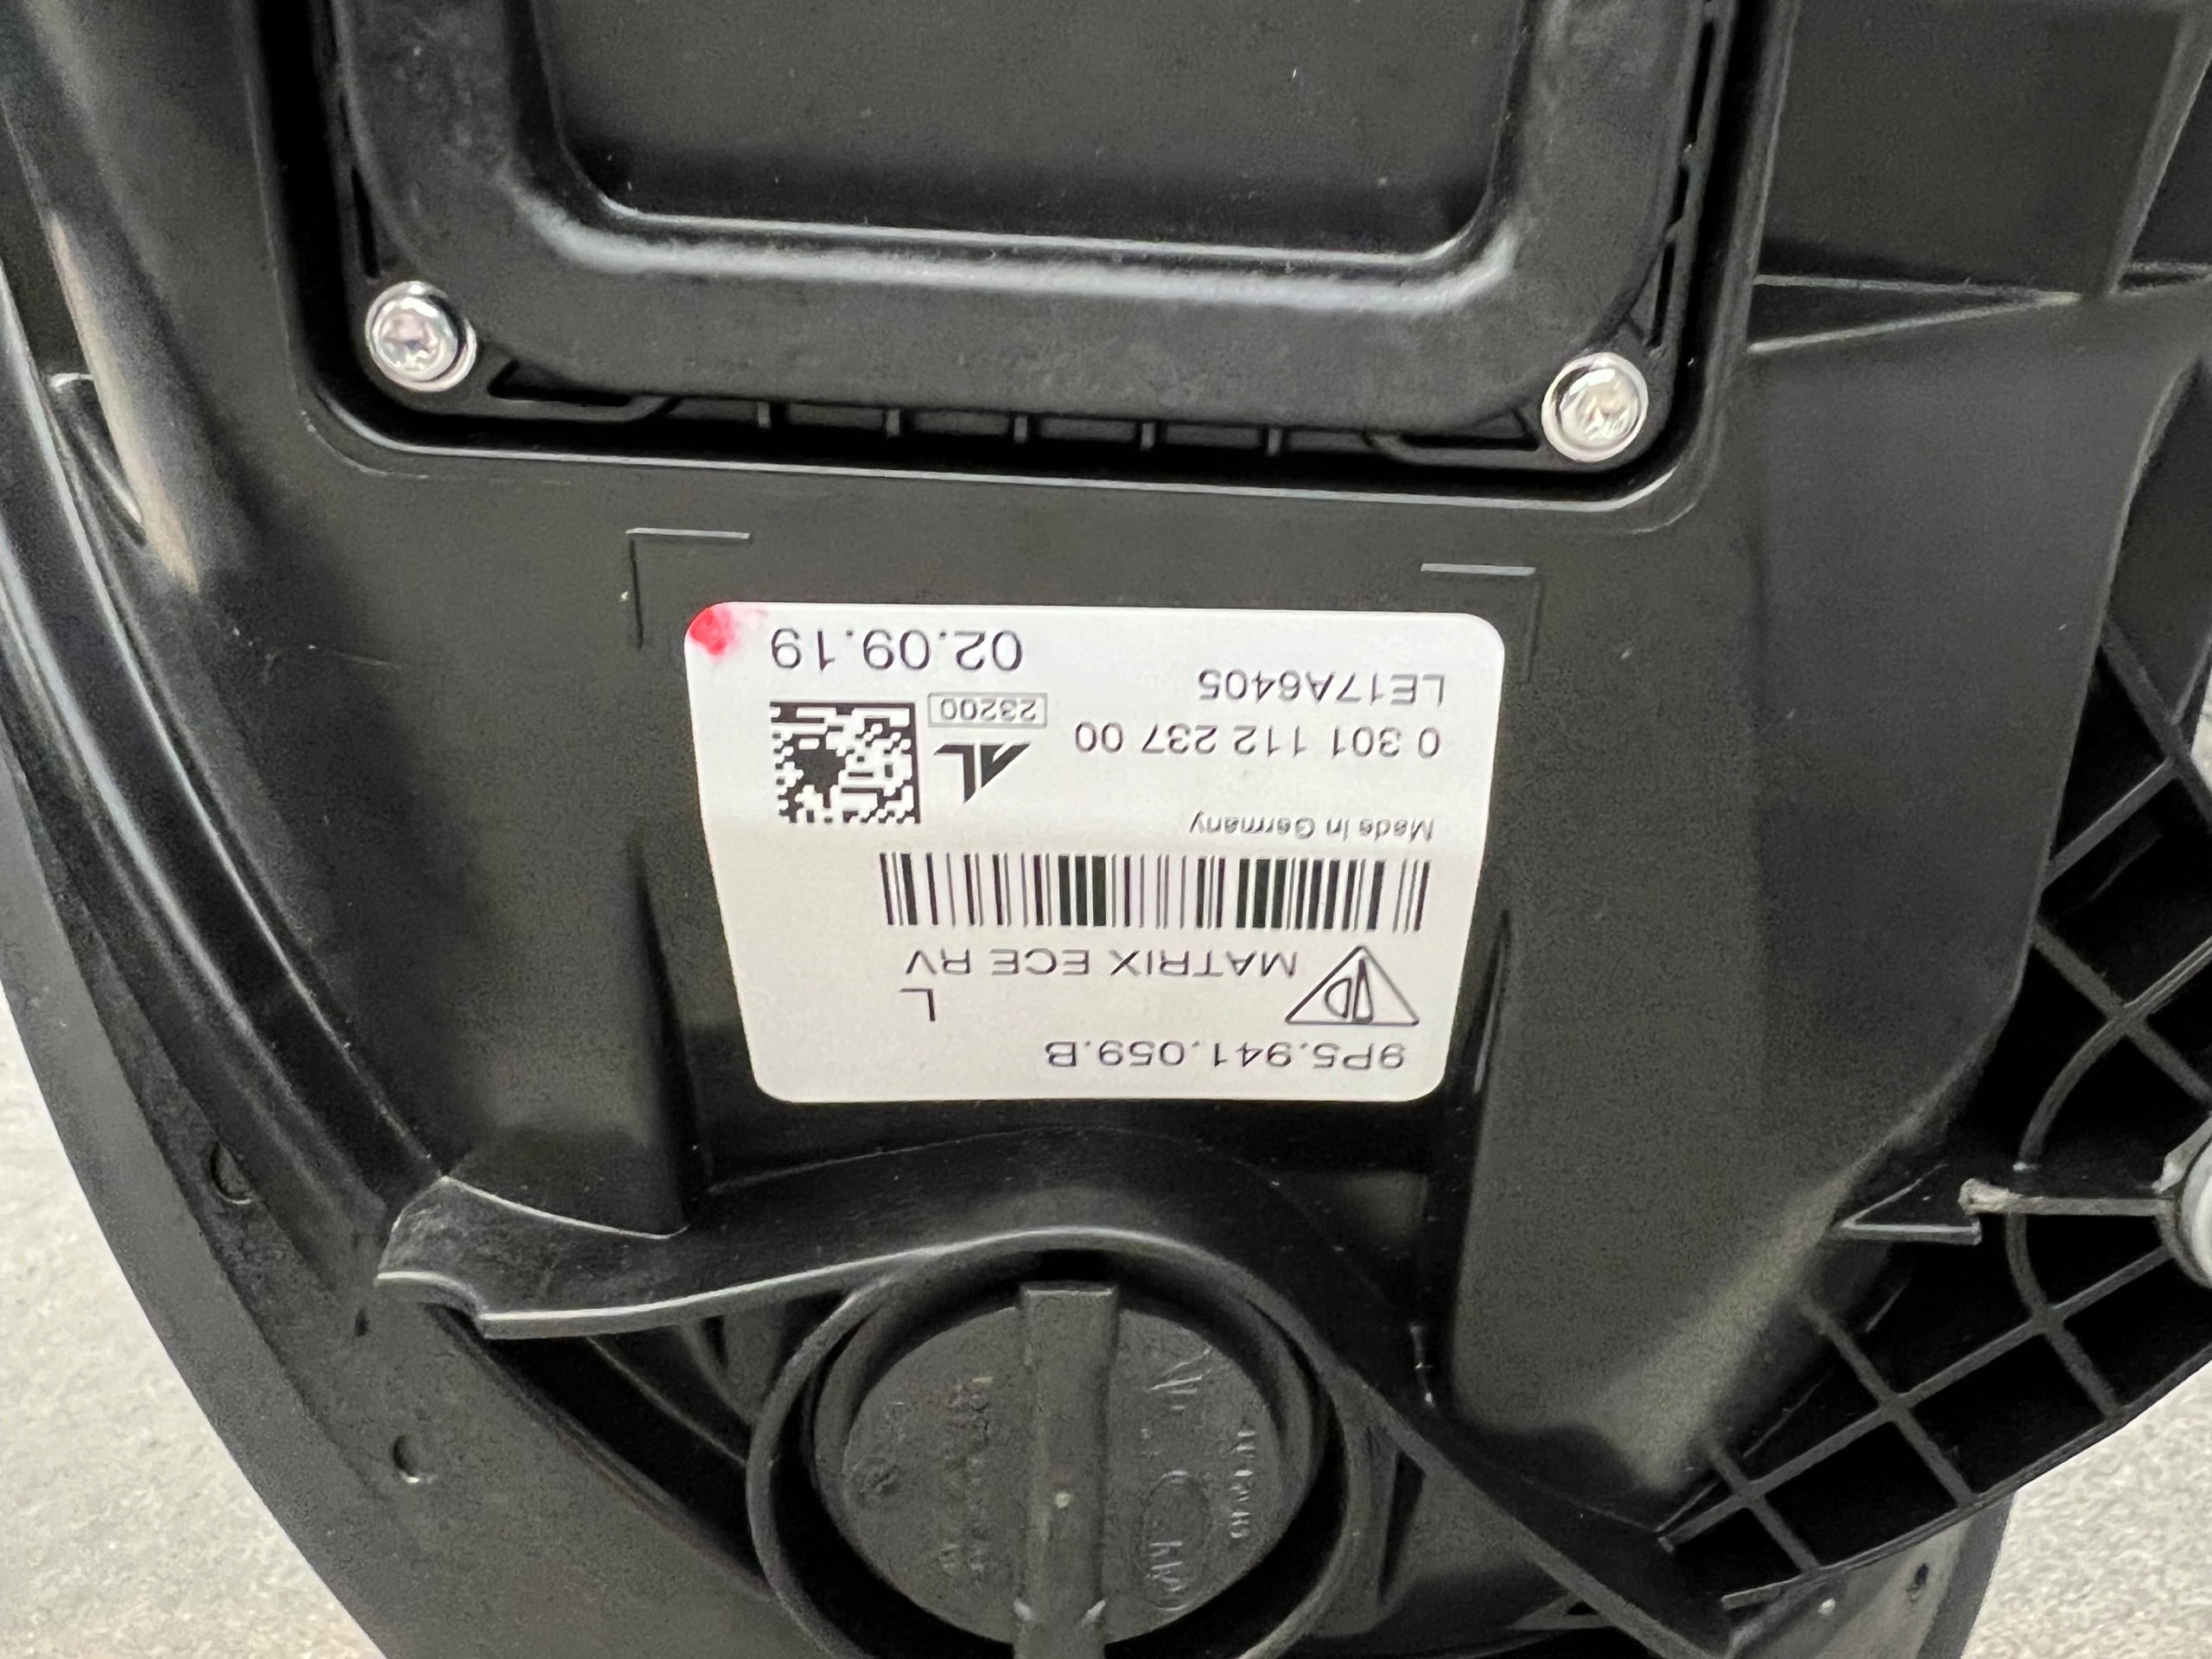 9P5.941.059.B
L
MATRIX ECE RV
Made in Germany
0 301 112 237 00
LE17A6405
AL
23200
02.09.19